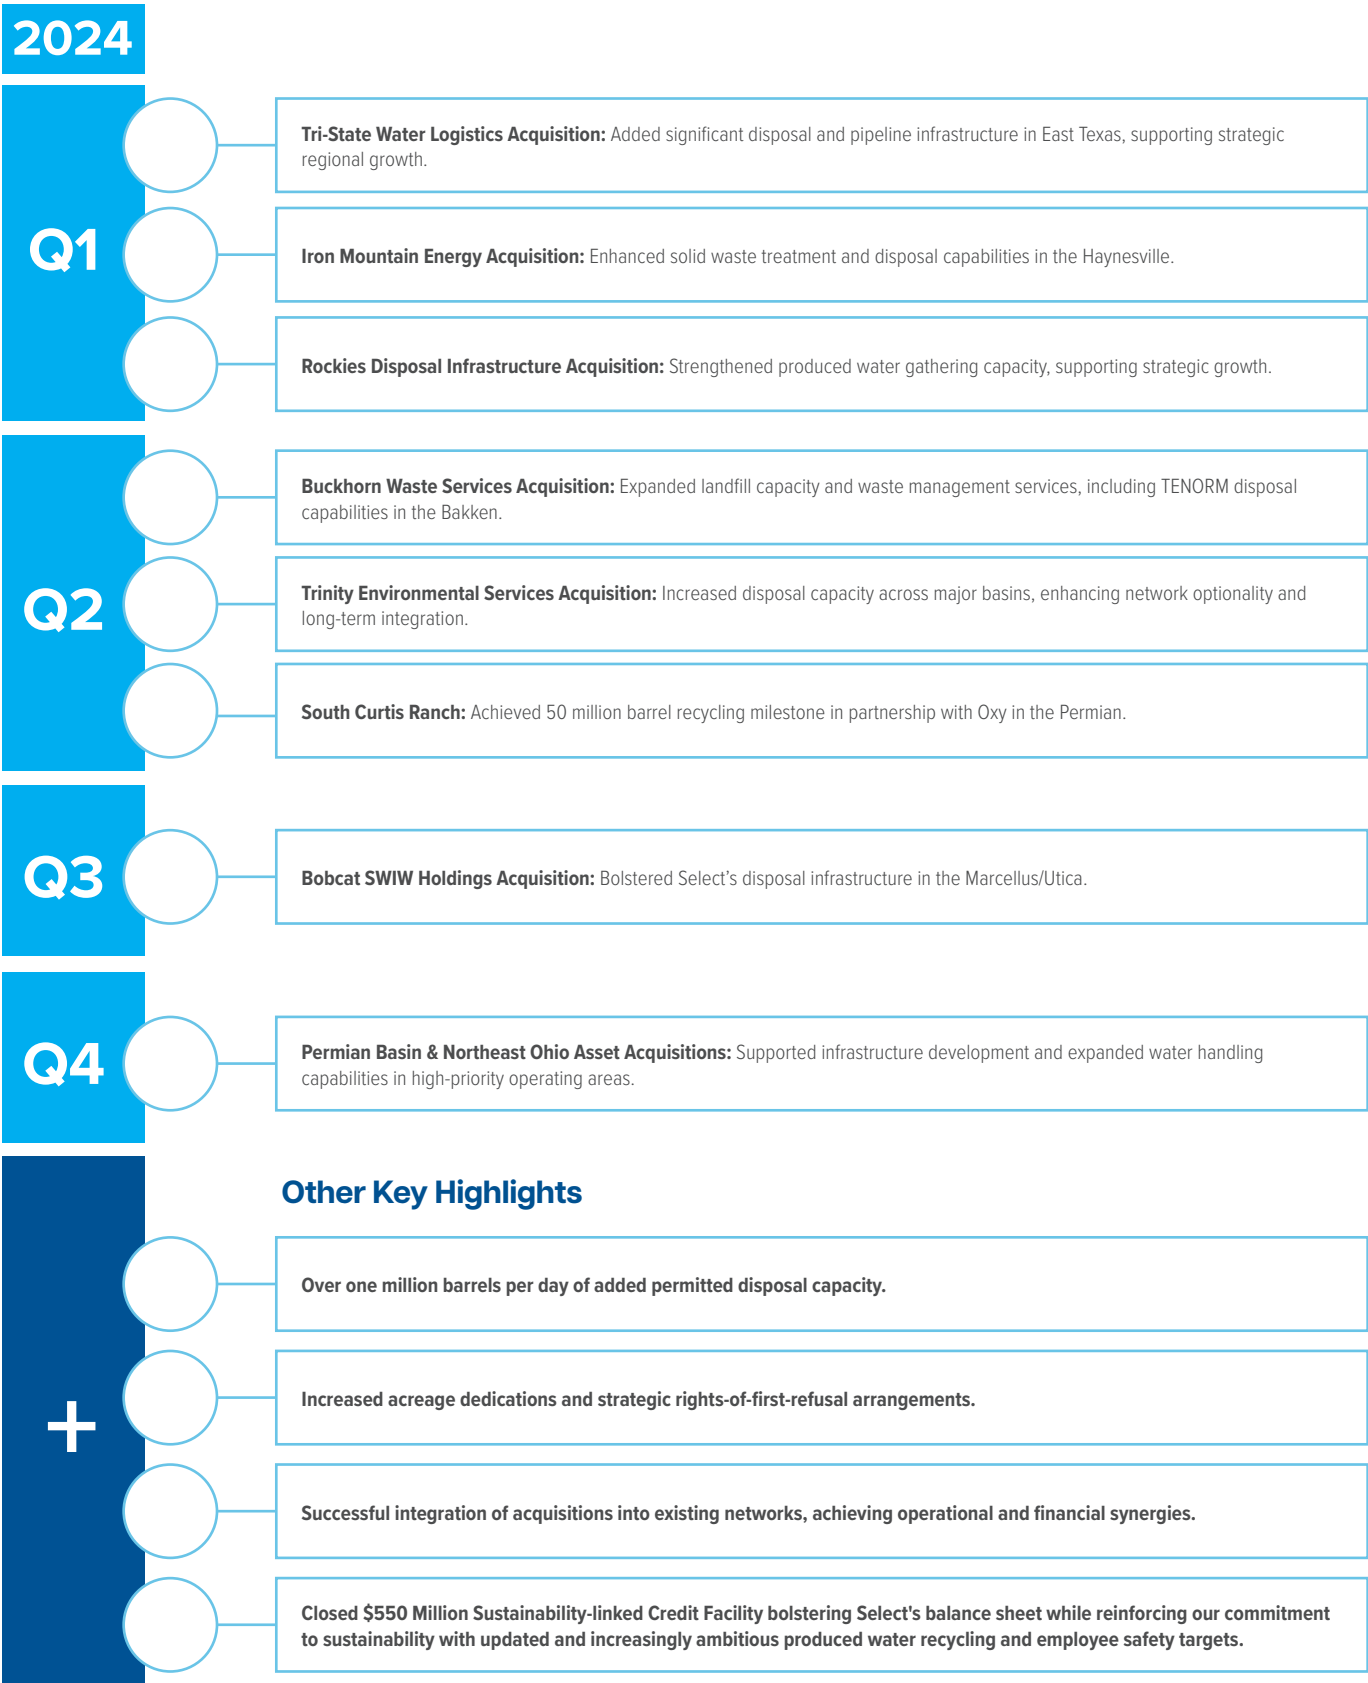 2024
Q1
Tri-State Water Logistics Acquisition: Added significant disposal and pipeline infrastructure in East Texas, supporting strategic
regional growth.
Iron Mountain Energy Acquisition: Enhanced solid waste treatment and disposal capabilities in the Haynesville.
Rockies Disposal Infrastructure Acquisition: Strengthened produced water gathering capacity, supporting strategic growth.
Q2
Buckhorn Waste Services Acquisition: Expanded landfill capacity and waste management services, including TENORM disposal
capabilities in the Bakken.
Trinity Environmental Services Acquisition: Increased disposal capacity across major basins, enhancing network optionality and
long-term integration.
South Curtis Ranch: Achieved 50 million barrel recycling milestone in partnership with Oxy in the Permian.
Q3
Bobcat SWIW Holdings Acquisition: Bolstered Select’s disposal infrastructure in the Marcellus/Utica.
Q4
Permian Basin & Northeast Ohio Asset Acquisitions: Supported infrastructure development and expanded water handling
capabilities in high-priority operating areas.
+
Other Key Highlights
Over one million barrels per day of added permitted disposal capacity.
Increased acreage dedications and strategic rights-of-first-refusal arrangements.
Successful integration of acquisitions into existing networks, achieving operational and financial synergies.
Closed $550 Million Sustainability-linked Credit Facility bolstering Select's balance sheet while reinforcing our commitment
to sustainability with updated and increasingly ambitious produced water recycling and employee safety targets.